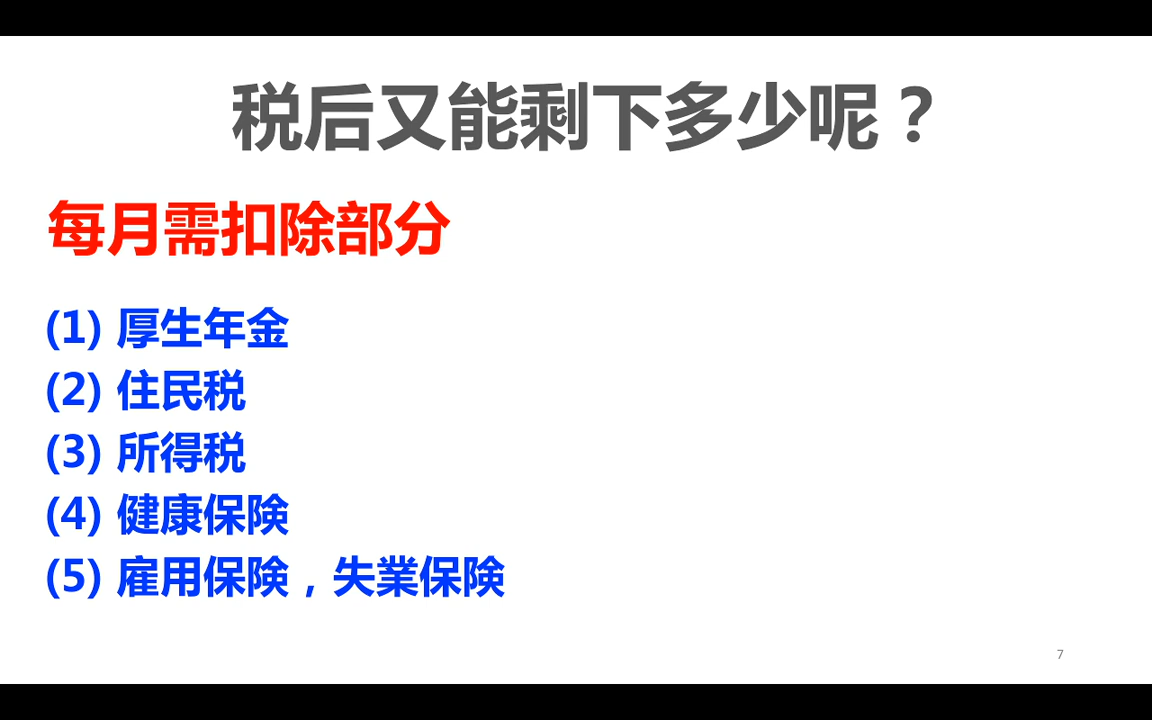 税后又能剩下多少呢？
每月需扣除部分
(1) 厚生年金
(2) 住民税
(3) 所得税
(4) 健康保険
(5) 雇用保険，失業保険
7